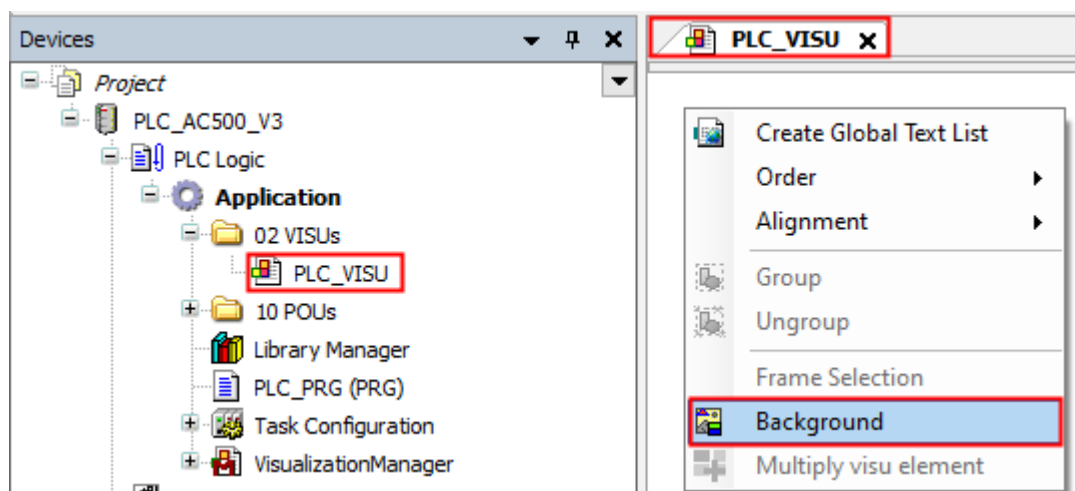 Devices
Project
PLC_AC500_V3
PLC Logic
Application
02 VISUs
PLC_VISU
10 POUs
Library Manager
PLC_PRG (PRG)
Task Configuration
VisualizationManager
PLC_VISU
Create Global Text List
Order
Alignment
Group
Ungroup
Frame Selection
Background
Multiply visu element